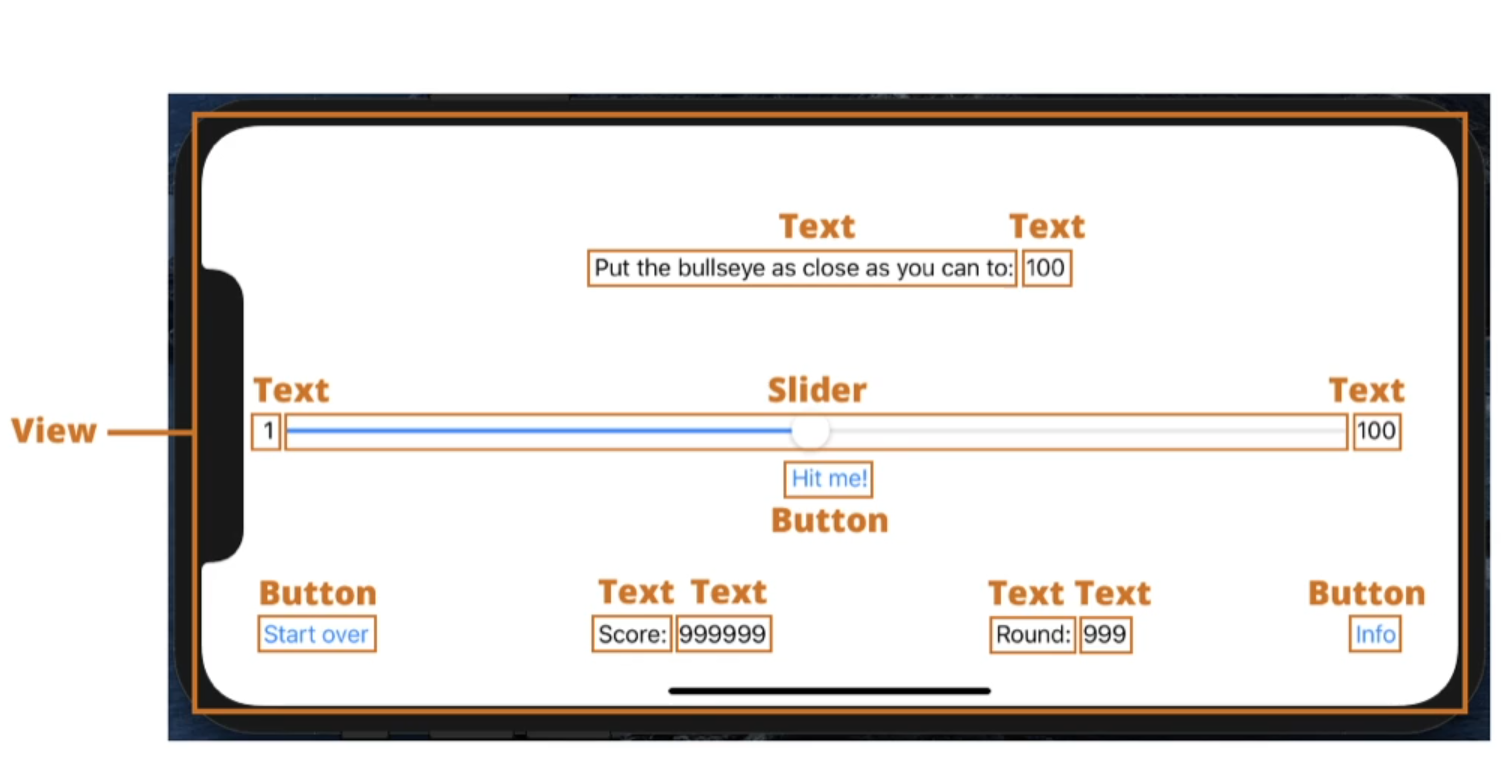 Text Text
Put the bullseye as close as you can to: 100
Text Slider Text
View
1 100
Hit me!
Button
Button Text Text Text Text Button
Start over Score: 999999 Round: 999 Info